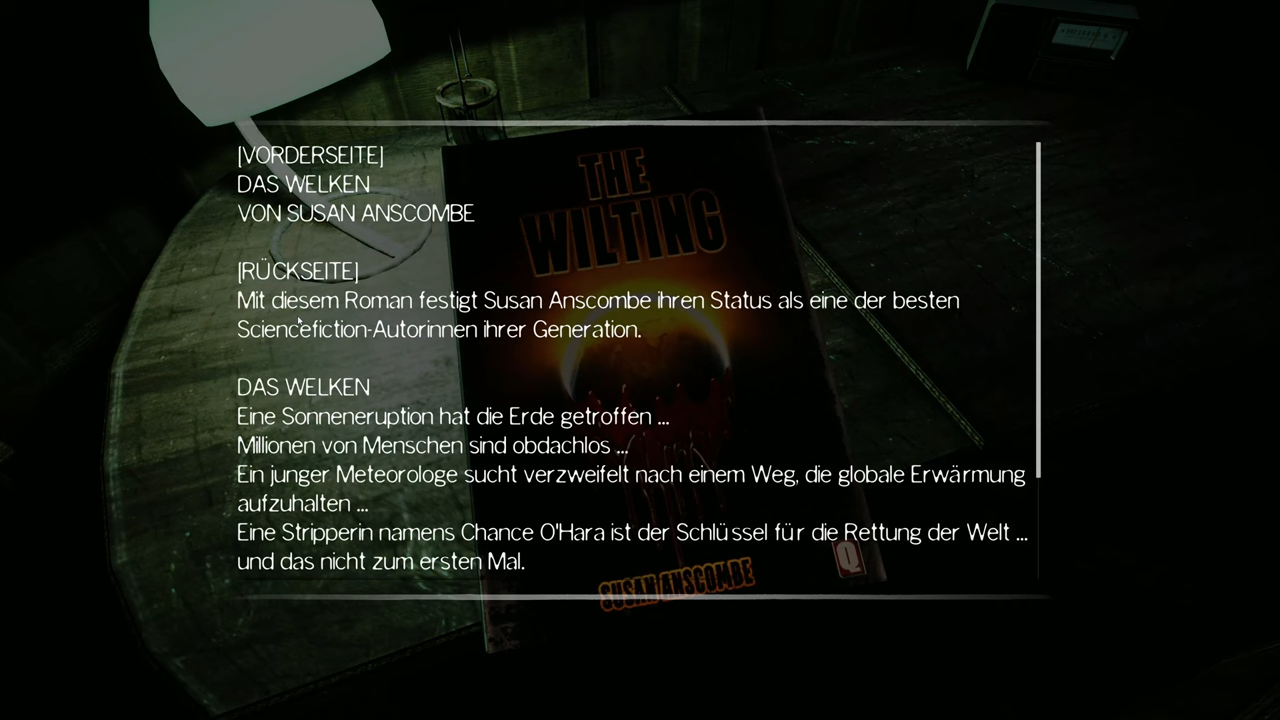 [VORDERSEITE]
DAS WELKEN
VON SUSAN ANSCOMBE
[RÜCKSEITE]
Mit diesem Roman festigt Susan Anscombe ihren Status als eine der besten
Sciencefiction-Autorinnen ihrer Generation.
DAS WELKEN
Eine Sonneneruption hat die Erde getroffen ...
Millionen von Menschen sind obdachlos ...
Ein junger Meteorologe sucht verzweifelt nach einem Weg, die globale Erwärmung
aufzuhalten ...
Eine Stripperin namens Chance O'Hara ist der Schlüssel für die Rettung der Welt ...
und das nicht zum ersten Mal.
THE
WILTING
SUSAN ANSCOMBE
Q